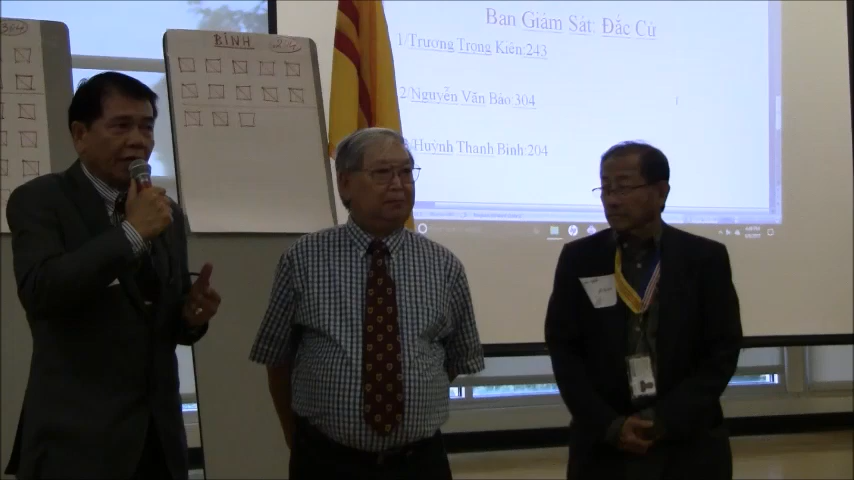 BÌNH
Ban Giám Sát: Đắc Cử
1/Trương Trọng Kiên:243
2/Nguyễn Văn Bảo:304
3/Huỳnh Thanh Bình:204